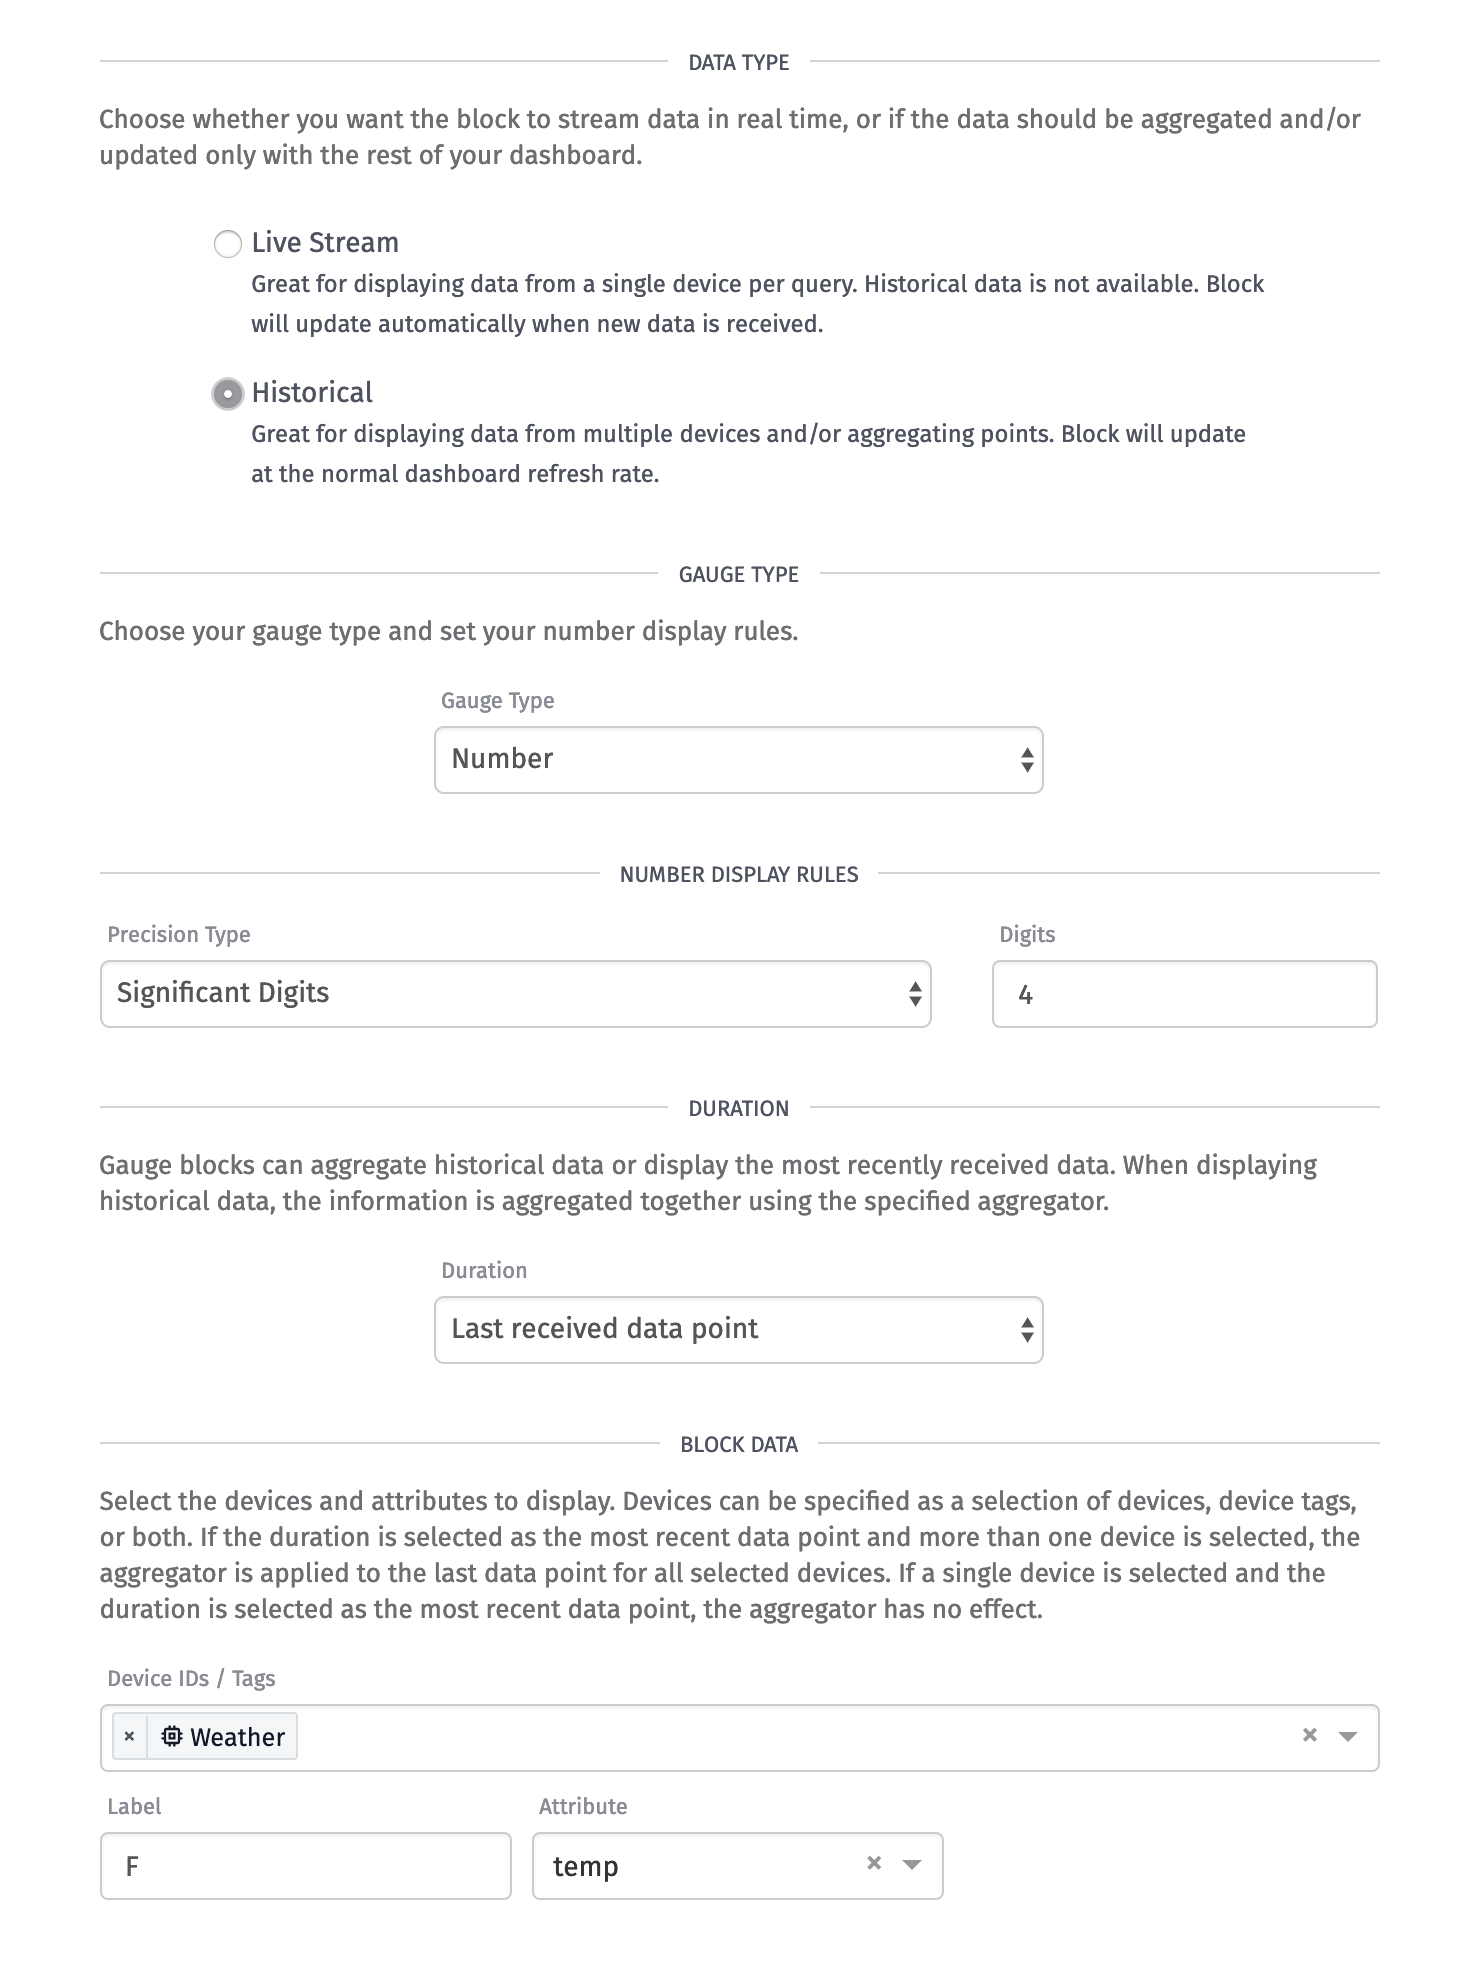 DATA TYPE
Choose whether you want the block to stream data in real time, or if the data should be aggregated and/or
updated only with the rest of your dashboard.
Live Stream
Great for displaying data from a single device per query. Historical data is not available. Block
will update automatically when new data is received.
Historical
Great for displaying data from multiple devices and/or aggregating points. Block will update
at the normal dashboard refresh rate.
GAUGE TYPE
Choose your gauge type and set your number display rules.
Gauge Type
Number
NUMBER DISPLAY RULES
Precision Type
Digits
Significant Digits
4
DURATION
Gauge blocks can aggregate historical data or display the most recently received data. When displaying
historical data, the information is aggregated together using the specified aggregator.
Duration
Last received data point
BLOCK DATA
Select the devices and attributes to display. Devices can be specified as a selection of devices, device tags,
or both. If the duration is selected as the most recent data point and more than one device is selected, the
aggregator is applied to the last data point for all selected devices. If a single device is selected and the
duration is selected as the most recent data point, the aggregator has no effect.
Device IDs / Tags
× Weather ×
Label
Attribute
F
temp ×